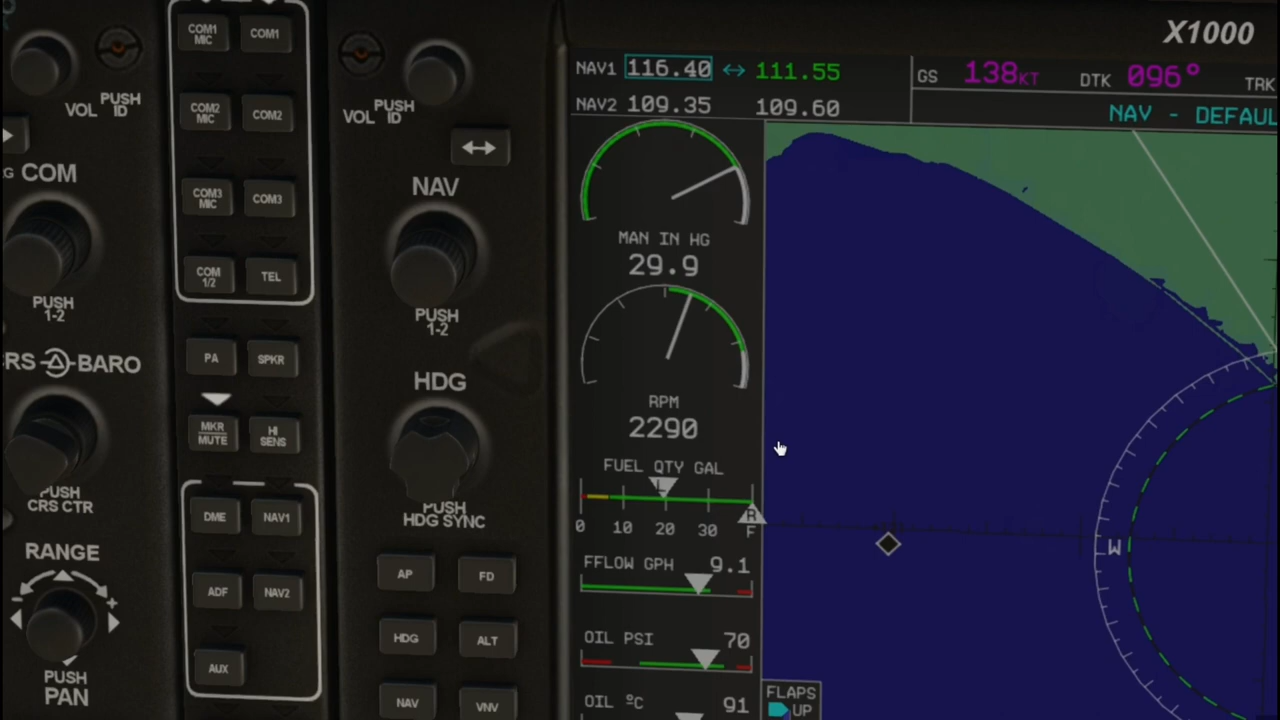 X1000
COM1
MIC
COM1
PUSH
ID
VOL
COM2
MIC
COM2
COM
COM3
MIC
COM3
COM
1/2
TEL
PUSH
1-2
PA
SPKR
BARO
MKR
MUTE
HI
SENS
PUSH
CRS CTR
DME
NAV1
RANGE
- +
ADF
NAV2
AUX
PUSH
PAN
VOL PUSH
ID
NAV
PUSH
1-2
HDG
PUSH
HDG SYNC
AP FD
HDG ALT
NAV VNV
NAV1 116.40 ↔ 111.55
NAV2 109.35 109.60
GS 138KT DTK 096° TRK
MAN IN HG
29.9
RPM
2290
FUEL QTY GAL
L
R
0 10 20 30 F
FFLOW GPH 9.1
OIL PSI 70
OIL ºC 91
W
FLAPS
UP